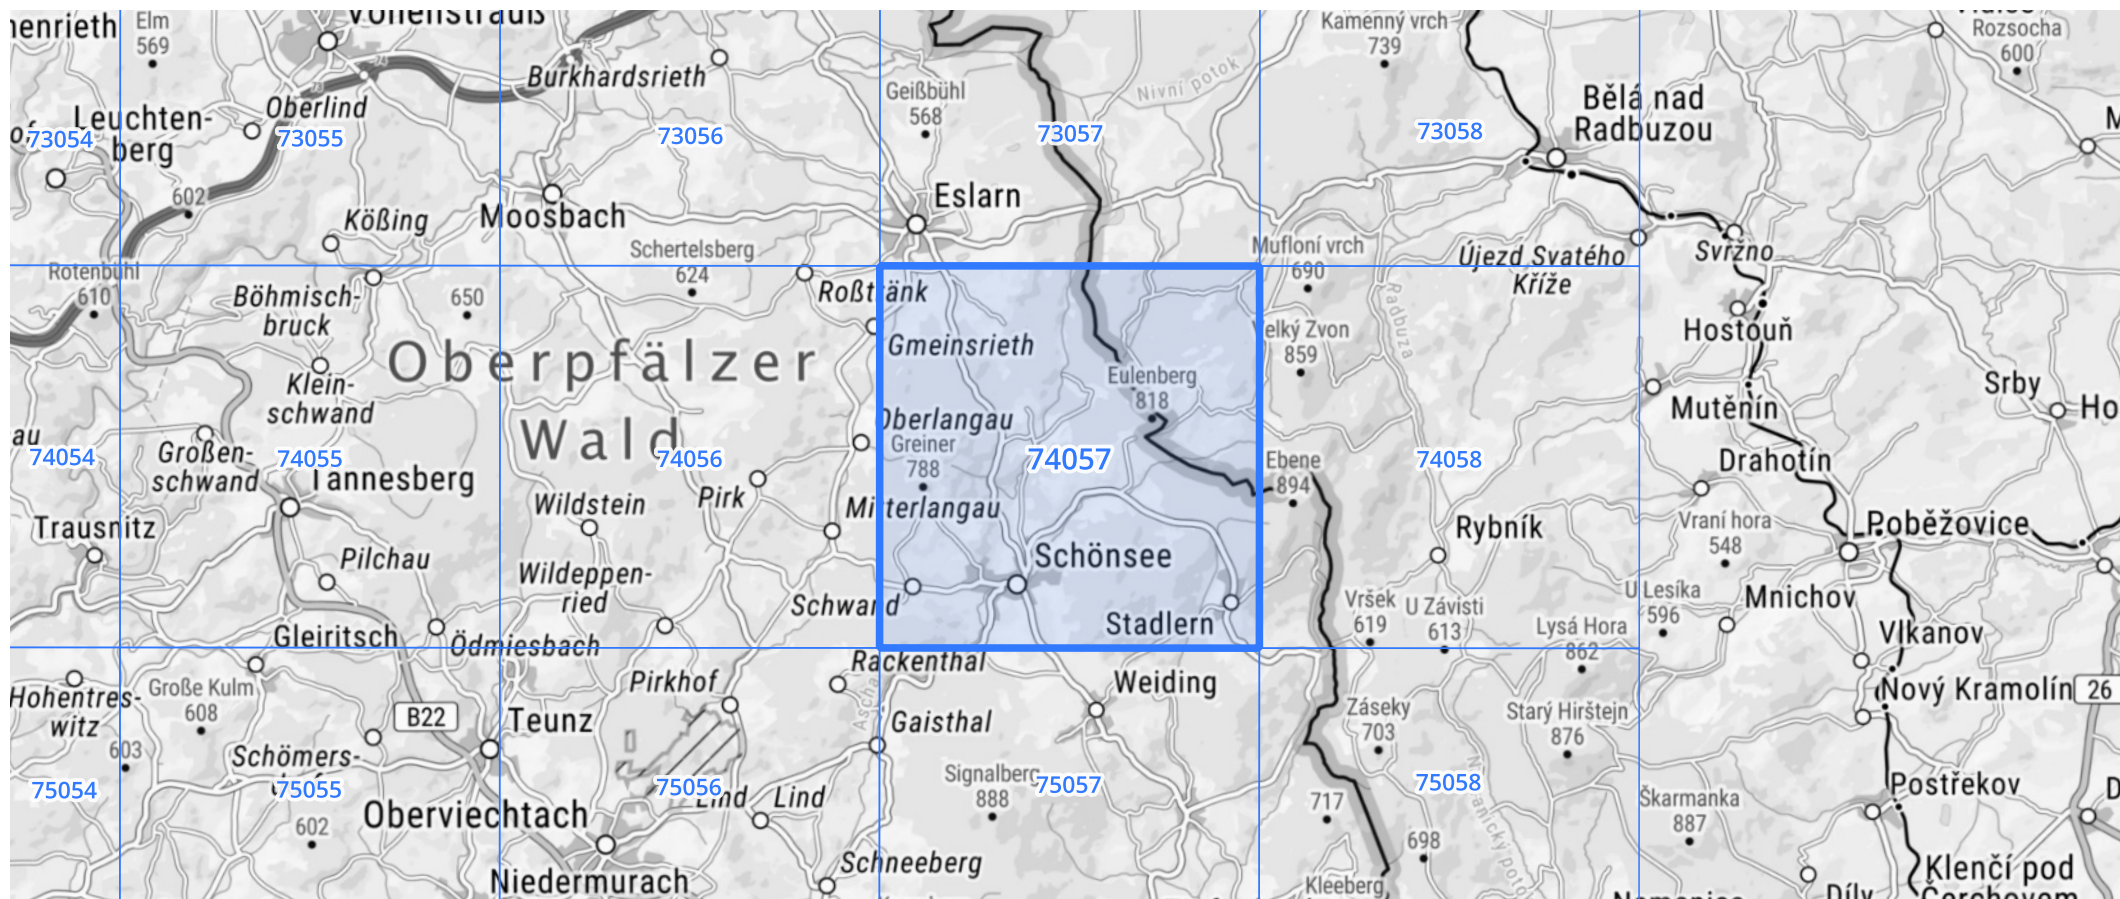 Elm
569
Burkhardsrieth
Kamenný vrch
739
Rozsocha
600
Geißbühl
568
Nivní potok
Oberlind
Leuchten-
berg
Bělá nad
Radbuzou
73054
73055
73056
73057
73058
602
Kößing
Moosbach
Eslarn
Schertelsberg
624
Mufloní vrch
690
Újezd Svatého
Kříže
Svržno
Rotenbühl
610
Böhmisch-
bruck
650
Roßtränk
Radbuza
Hostouň
Gmeinsrieth
Velký Zvon
859
Oberpfälzer
Wald
Klein-
schwand
Eulenberg
818
Srby
Mutěnín
Ho
Oberlangau
Greiner
788
au
Großen-
schwand
74054
74055
74056
74057
74058
Ebene
894
Drahotín
Tannesberg
Wildstein
Pirk
Mitterlangau
Trausnitz
Rybník
Vraní hora
548
Poběžovice
Pilchau
Schönsee
Wildeppen-
ried
Schwand
Stadlern
Vršek
619
U Závisti
613
U Lesíka
596
Mnichov
Lysá Hora
862
Vlkanov
Gleiritsch
Ödmiesbach
Rackenthal
Hohentres-
witz
Große Kulm
608
Pirkhof
Weiding
Nový Kramolín
26
B22
Teunz
Gaisthal
Záseky
703
Starý Hirštejn
876
603
Schömers-
Signalberg
888
75054
75055
75056
75057
75058
Lind
Lind
717
Postřekov
Škarmanka
887
Oberviechtach
602
698
Schneeberg
Niedermurach
Kleeberg
Klenčí pod
Čerchovem
Díly